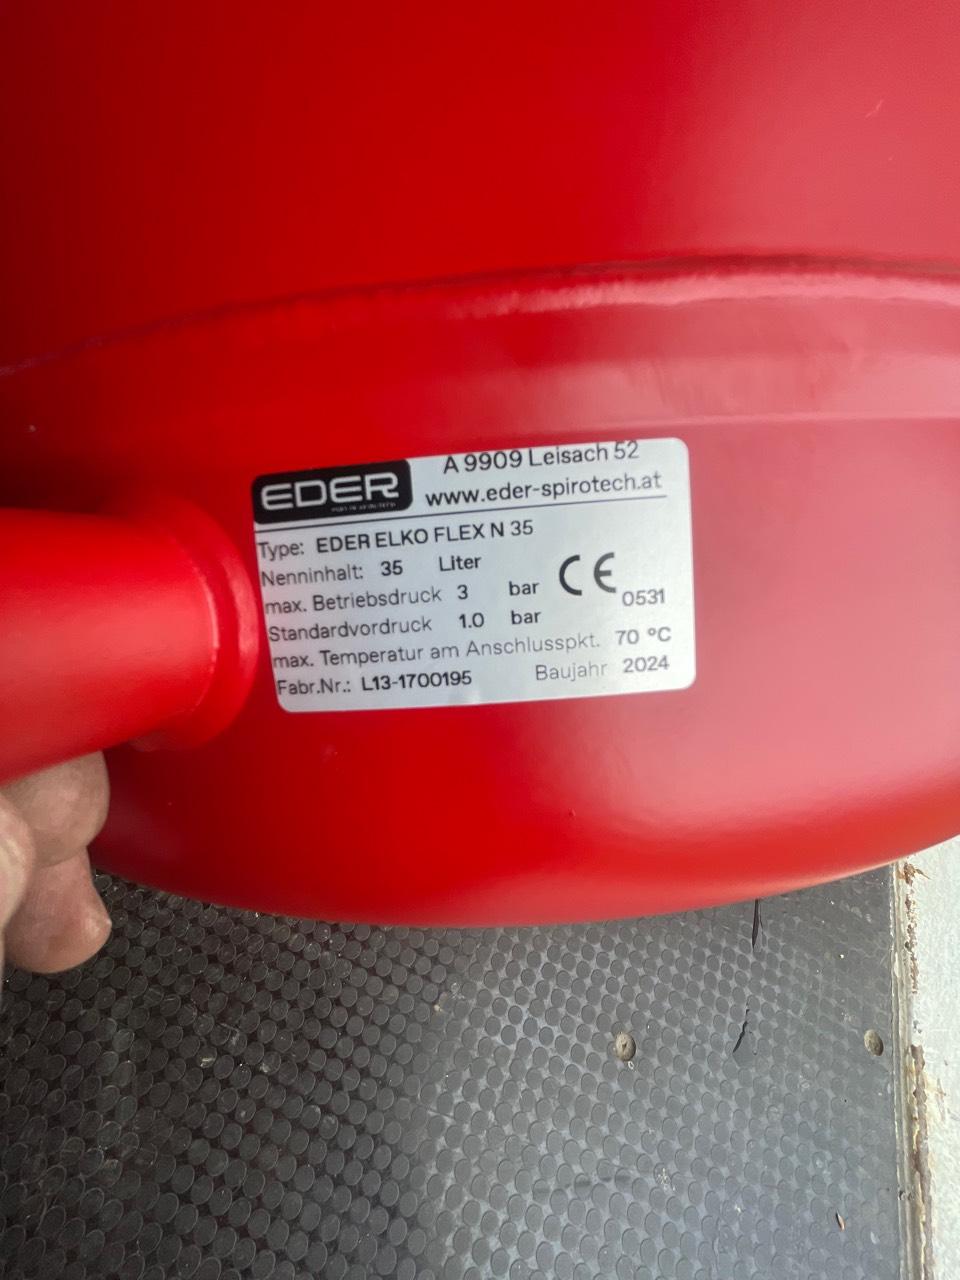 EDER
A 9909 Leisach 52
www.eder-spirotech.at
Type: EDER ELKO FLEX N 35
Nenninhalt: 35 Liter
max. Betriebsdruck 3 bar
CE 0531
Standardvordruck 1.0 bar
max. Temperatur am Anschlusspkt. 70 °C
Fabr.Nr.: L13-1700195 Baujahr 2024